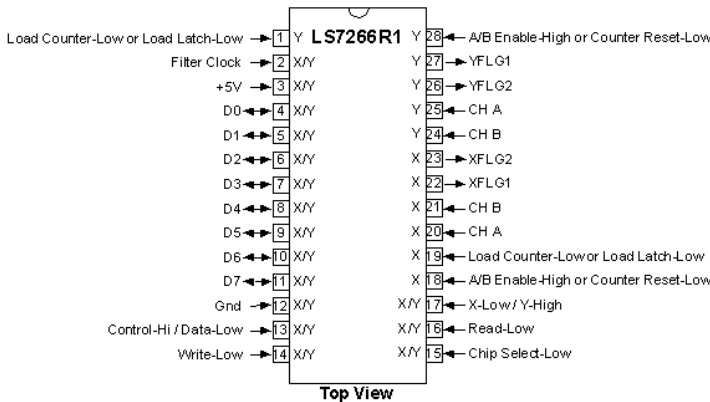 Load Counter-Low or Load Latch-Low 1 Y LS7266R1 Y 28 A/B Enable-High or Counter Reset-Low
Filter Clock 2 X/Y Y 27 YFLG1
+5V 3 X/Y Y 26 YFLG2
D0 4 X/Y Y 25 CH A
D1 5 X/Y Y 24 CH B
D2 6 X/Y X 23 XFLG2
D3 7 X/Y X 22 XFLG1
D4 8 X/Y X 21 CH B
D5 9 X/Y X 20 CH A
D6 10 X/Y X 19 Load Counter-Low or Load Latch-Low
D7 11 X/Y X 18 A/B Enable-High or Counter Reset-Low
Gnd 12 X/Y X/Y 17 X-Low / Y-High
Control-Hi / Data-Low 13 X/Y X/Y 16 Read-Low
Write-Low 14 X/Y X/Y 15 Chip Select-Low
Top View